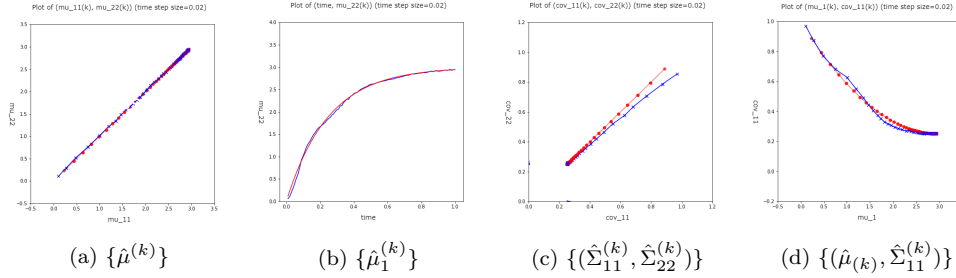 Plot of (mu_11(k), mu_22(k)) (time step size=0.02)
3.5
3.0
2.5
2.0
1.5
1.0
0.5
0.0
−0.5
mu_22
−0.5 0.0 0.5 1.0 1.5 2.0 2.5 3.0 3.5
mu_11
(a) {μ̂^(k)}
Plot of (time, mu_22(k)) (time step size=0.02)
4.0
3.5
3.0
2.5
2.0
1.5
1.0
0.5
0.0
mu_22
0.0 0.2 0.4 0.6 0.8 1.0
time
(b) {μ̂_1^(k)}
Plot of (cov_11(k), cov_22(k)) (time step size=0.02)
1.2
1.0
0.8
0.6
0.4
0.2
0.0
cov_22
0.0 0.2 0.4 0.6 0.8 1.0 1.2
cov_11
(c) {(Σ̂_11^(k), Σ̂_22^(k))}
Plot of (mu_1(k), cov_11(k)) (time step size=0.02)
1.0
0.8
0.6
0.4
0.2
0.0
−0.2
cov_11
−0.5 0.0 0.5 1.0 1.5 2.0 2.5 3.0 3.5
mu_1
(d) {(μ̂_(k), Σ̂_11^(k))}